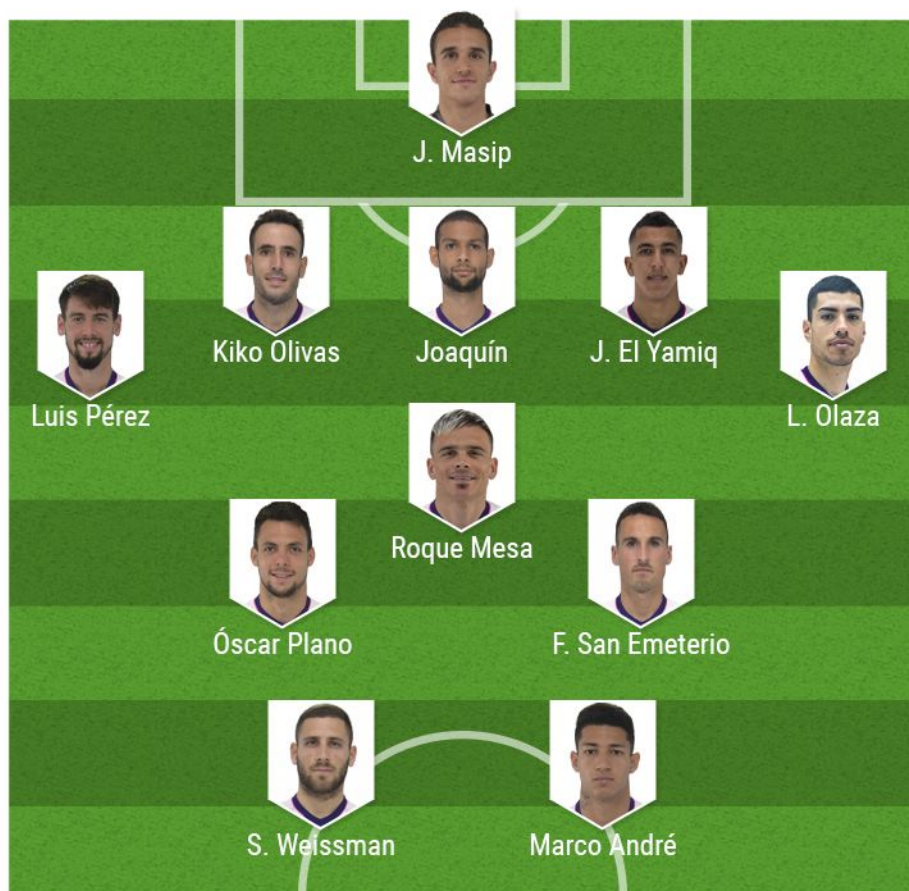 J. Masip
Kiko Olivas
Joaquín
J. El Yamiq
Luis Pérez
L. Olaza
Roque Mesa
Óscar Plano
F. San Emeterio
S. Weissman
Marco André